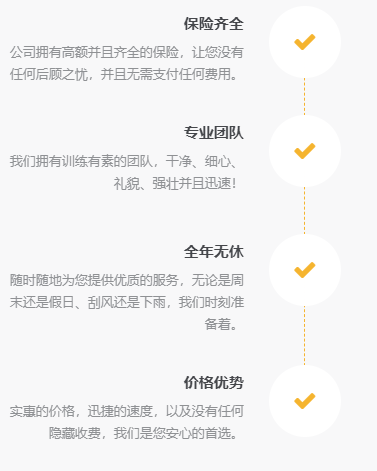 保险齐全
公司拥有高额并且齐全的保险，让您没有
任何后顾之忧，并且无需支付任何费用。
专业团队
我们拥有训练有素的团队，干净、细心、
礼貌、强壮并且迅速！
全年无休
随时随地为您提供优质的服务，无论是周
末还是假日、刮风还是下雨，我们时刻准
备着。
价格优势
实惠的价格，迅捷的速度，以及没有任何
隐藏收费，我们是您安心的首选。